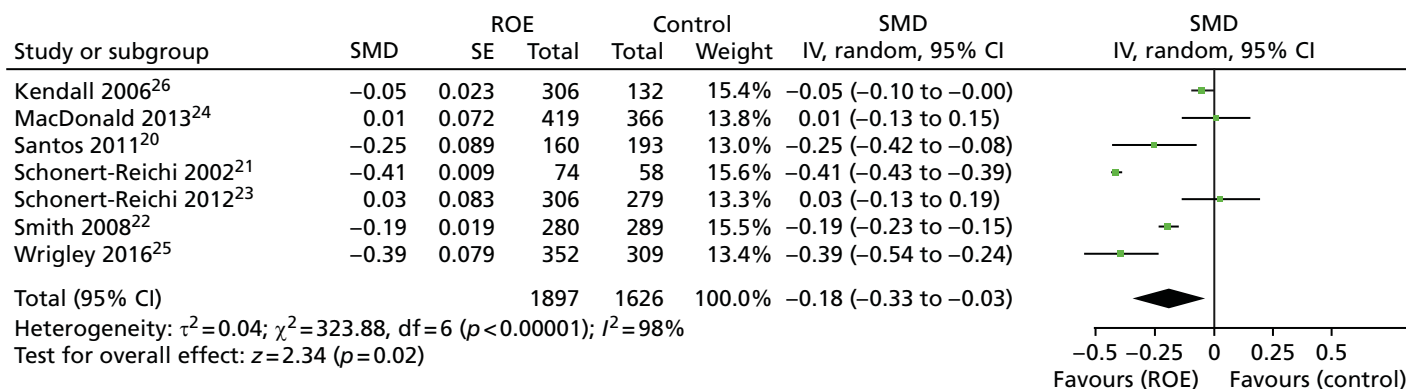 ROE Control SMD SMD
Study or subgroup SMD SE Total Total Weight IV, random, 95% CI IV, random, 95% CI
Kendall 2006²⁶ −0.05 0.023 306 132 15.4% −0.05 (−0.10 to −0.00)
MacDonald 2013²⁴ 0.01 0.072 419 366 13.8% 0.01 (−0.13 to 0.15)
Santos 2011²⁰ −0.25 0.089 160 193 13.0% −0.25 (−0.42 to −0.08)
Schonert-Reichi 2002²¹ −0.41 0.009 74 58 15.6% −0.41 (−0.43 to −0.39)
Schonert-Reichi 2012²³ 0.03 0.083 306 279 13.3% 0.03 (−0.13 to 0.19)
Smith 2008²² −0.19 0.019 280 289 15.5% −0.19 (−0.23 to −0.15)
Wrigley 2016²⁵ −0.39 0.079 352 309 13.4% −0.39 (−0.54 to −0.24)
Total (95% CI) 1897 1626 100.0% −0.18 (−0.33 to −0.03)
Heterogeneity: τ²=0.04; χ²=323.88, df=6 (p<0.00001); I²=98%
Test for overall effect: z=2.34 (p=0.02)
−0.5 −0.25 0 0.25 0.5
Favours (ROE) Favours (control)